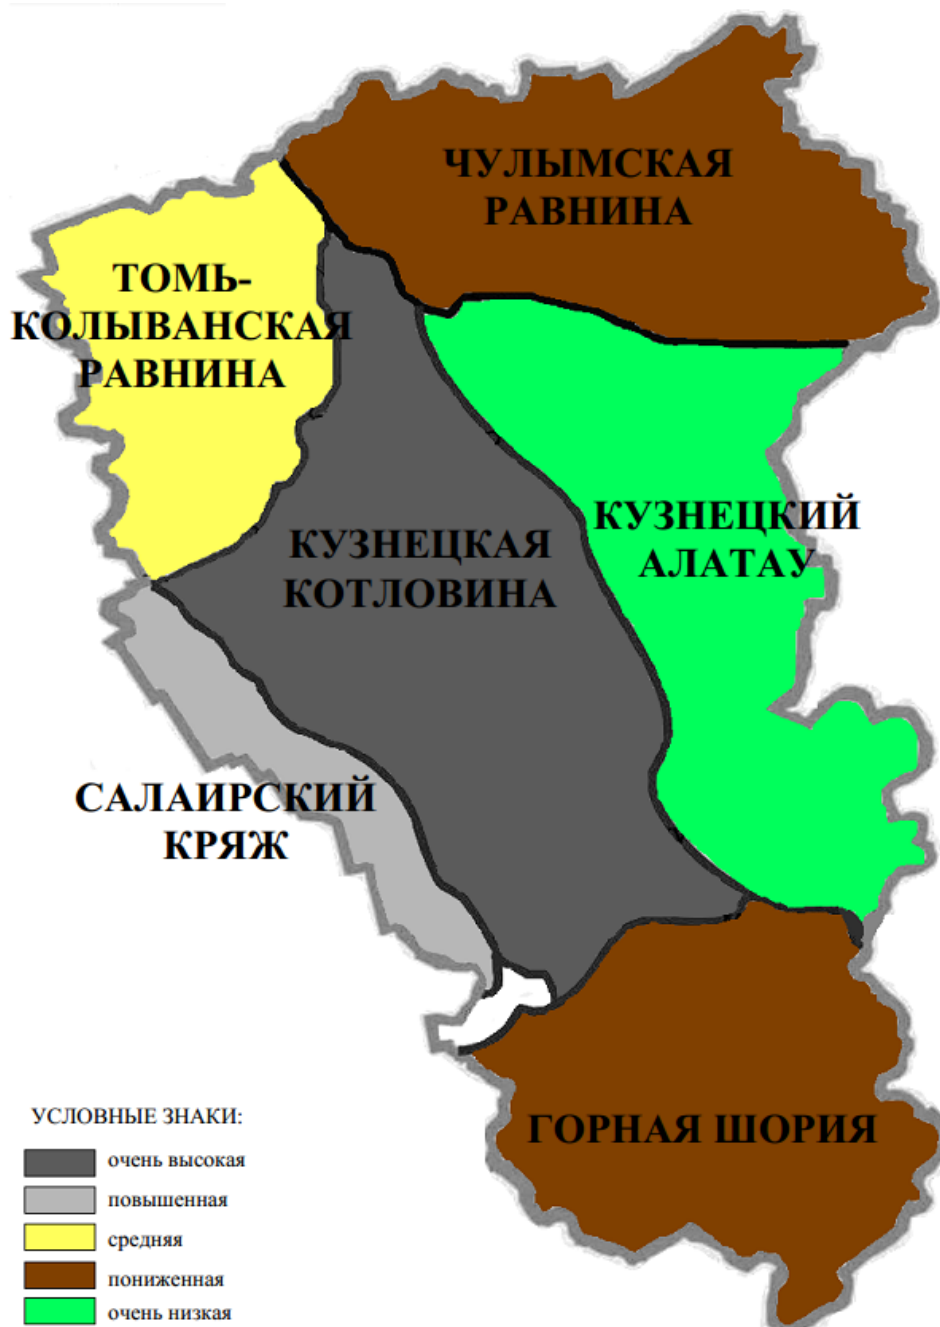 ЧУЛЫМСКАЯ
РАВНИНА
ТОМЬ-
КОЛЫВАНСКАЯ
РАВНИНА
КУЗНЕЦКИЙ
АЛАТАУ
КУЗНЕЦКАЯ
КОТЛОВИНА
САЛАИРСКИЙ
КРЯЖ
ГОРНАЯ ШОРИЯ
УСЛОВНЫЕ ЗНАКИ:
очень высокая
повышенная
средняя
пониженная
очень низкая